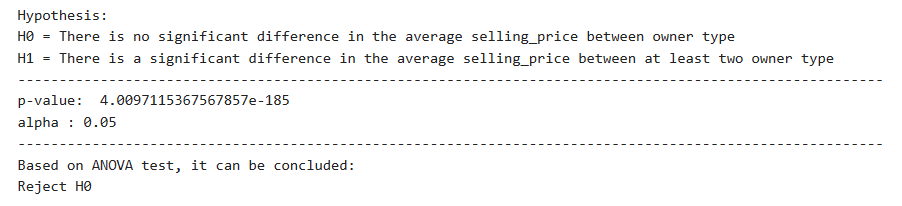 Hypothesis:
H0 = There is no significant difference in the average selling_price between owner type
H1 = There is a significant difference in the average selling_price between at least two owner type
----------------------------------------------------------------------------------------------------
p-value:  4.0097115367567857e-185
alpha : 0.05
----------------------------------------------------------------------------------------------------
Based on ANOVA test, it can be concluded:
Reject H0